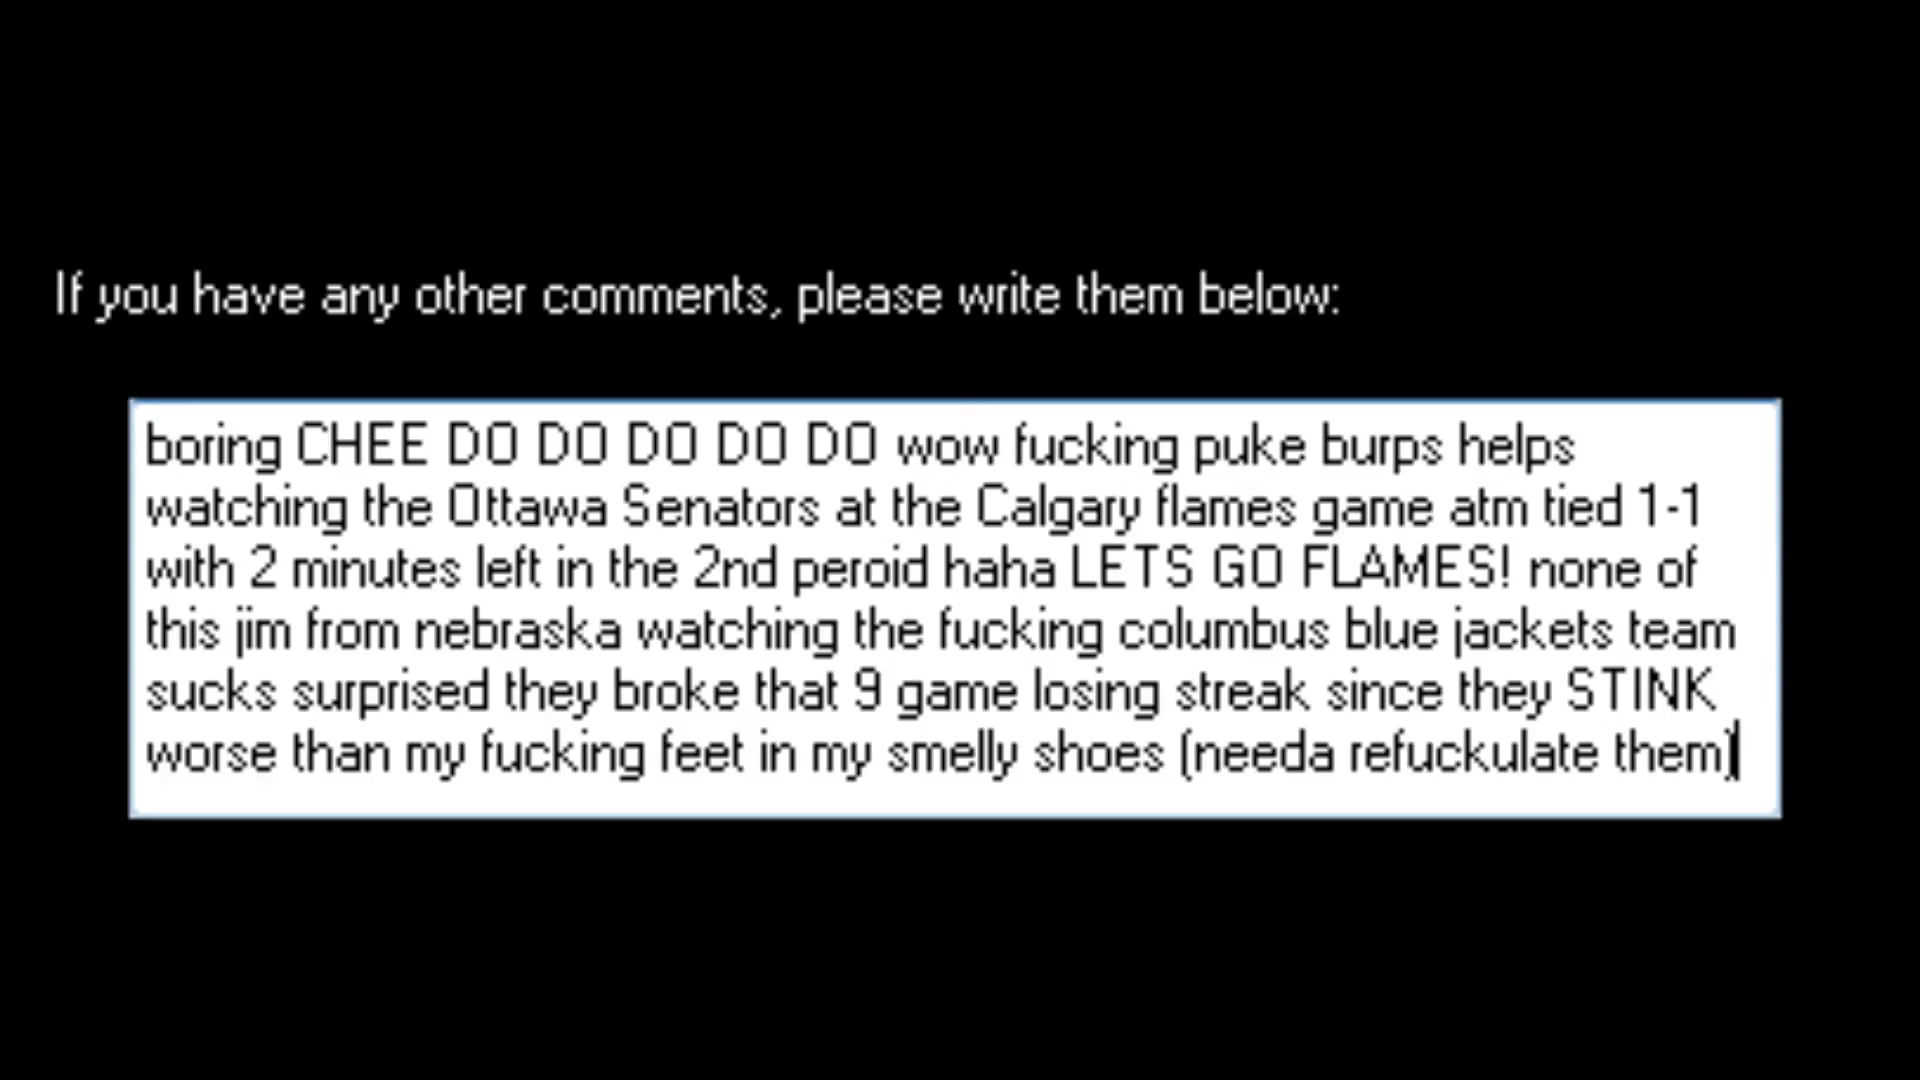 If you have any other comments, please write them below:
boring CHEE DO DO DO DO DO wow fucking puke burps helps
watching the Ottawa Senators at the Calgary flames game atm tied 1-1
with 2 minutes left in the 2nd peroid haha LETS GO FLAMES! none of
this jim from nebraska watching the fucking columbus blue jackets team
sucks surprised they broke that 9 game losing streak since they STINK
worse than my fucking feet in my smelly shoes (needa refuckulate them)